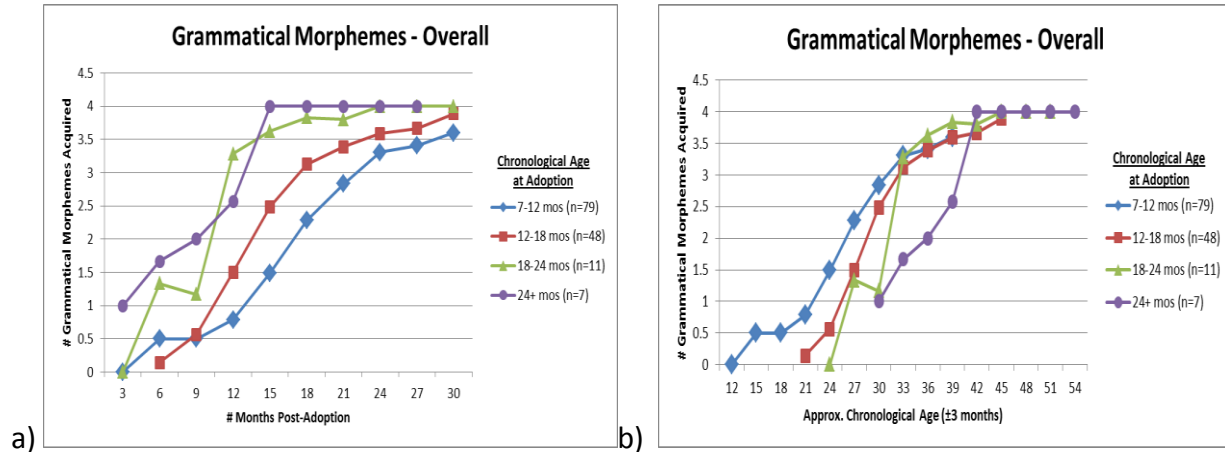 Grammatical Morphemes - Overall
# Grammatical Morphemes Acquired
4.5
4
3.5
3
2.5
2
1.5
1
0.5
0
3 6 9 12 15 18 21 24 27 30
# Months Post-Adoption
Chronological Age
at Adoption
7-12 mos (n=79)
12-18 mos (n=48)
18-24 mos (n=11)
24+ mos (n=7)
a)
Grammatical Morphemes - Overall
# Grammatical Morphemes Acquired
4.5
4
3.5
3
2.5
2
1.5
1
0.5
0
12 15 18 21 24 27 30 33 36 39 42 45 48 51 54
Approx. Chronological Age (±3 months)
Chronological Age
at Adoption
7-12 mos (n=79)
12-18 mos (n=48)
18-24 mos (n=11)
24+ mos (n=7)
b)